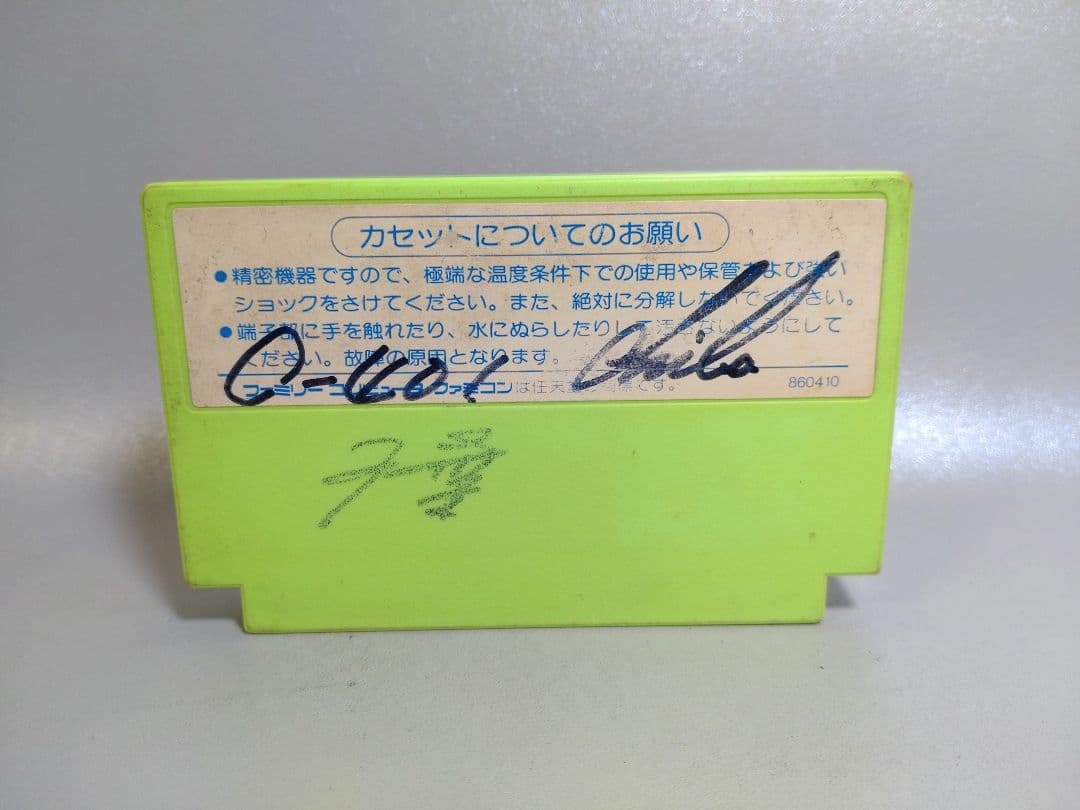 カセットについてのお願い
●精密機器ですので、極端な温度条件下での使用や保管および強い
ショックをさけてください。また、絶対に分解しないでください。
●端子部に手を触れたり、水にぬらしたりして汚さないようにして
ください。故障の原因となります。
ファミリーコンピュータ・ファミコンは任天堂の商標です。
860410
千葉